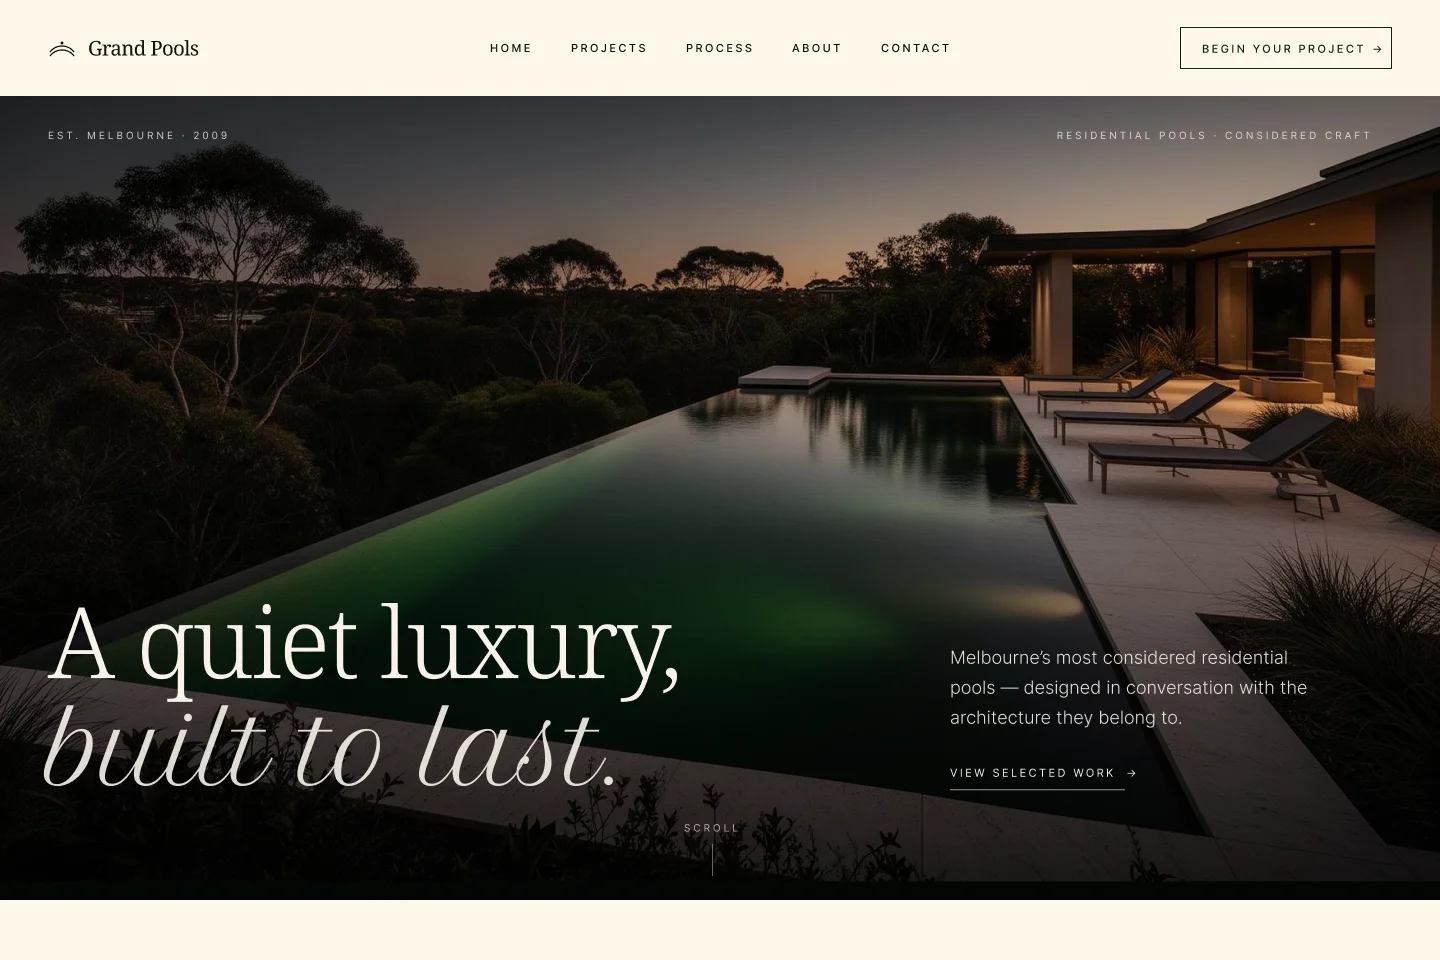 Grand Pools
HOME PROJECTS PROCESS ABOUT CONTACT
BEGIN YOUR PROJECT →
EST. MELBOURNE · 2009
RESIDENTIAL POOLS · CONSIDERED CRAFT
A quiet luxury,
built to last.
Melbourne’s most considered residential
pools — designed in conversation with the
architecture they belong to.
VIEW SELECTED WORK →
SCROLL